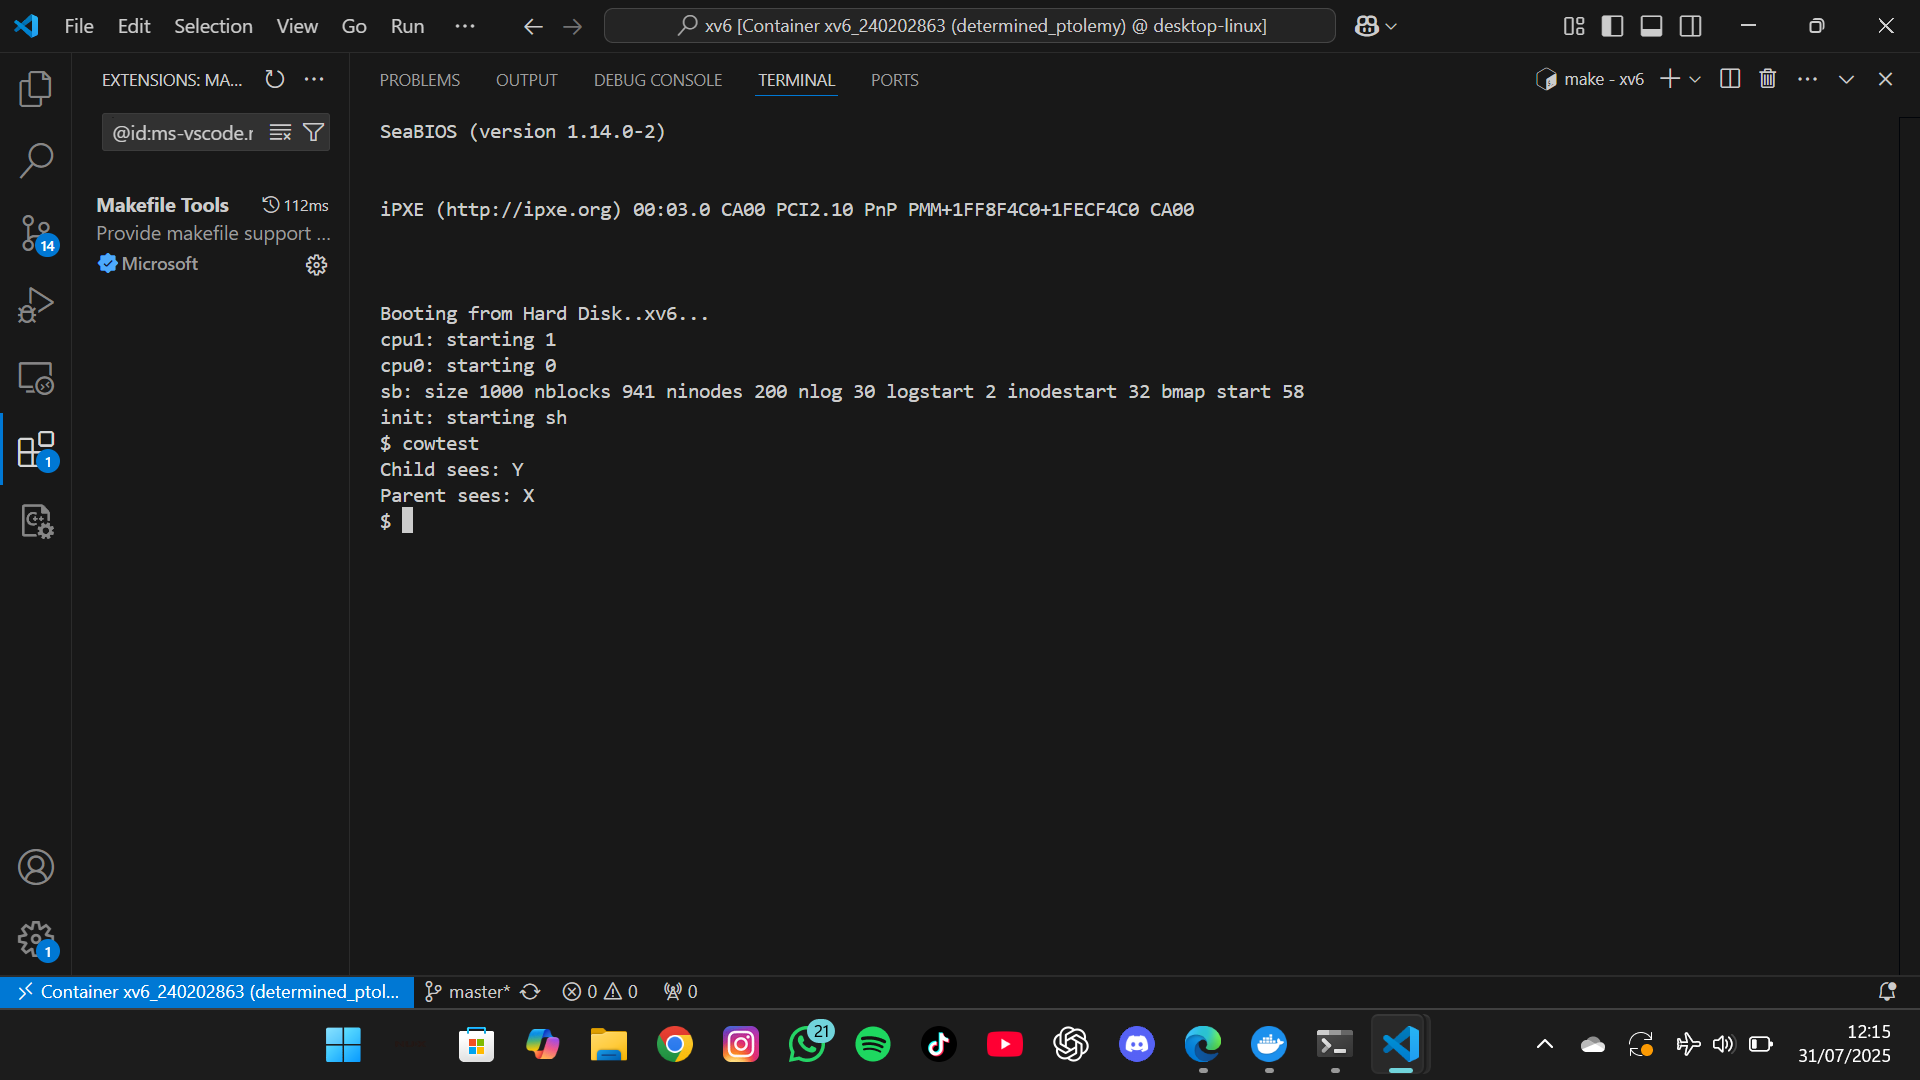 File Edit Selection View Go Run ···
xv6 [Container xv6_240202863 (determined_ptolemy) @ desktop-linux]
EXTENSIONS: MA...
@id:ms-vscode.r
Makefile Tools 112ms
Provide makefile support ...
Microsoft
14
1
1
PROBLEMS OUTPUT DEBUG CONSOLE TERMINAL PORTS
make - xv6
SeaBIOS (version 1.14.0-2)
iPXE (http://ipxe.org) 00:03.0 CA00 PCI2.10 PnP PMM+1FF8F4C0+1FECF4C0 CA00
Booting from Hard Disk..xv6...
cpu1: starting 1
cpu0: starting 0
sb: size 1000 nblocks 941 ninodes 200 nlog 30 logstart 2 inodestart 32 bmap start 58
init: starting sh
$ cowtest
Child sees: Y
Parent sees: X
$
Container xv6_240202863 (determined_ptol... master* 0 0 0
21
12:15
31/07/2025